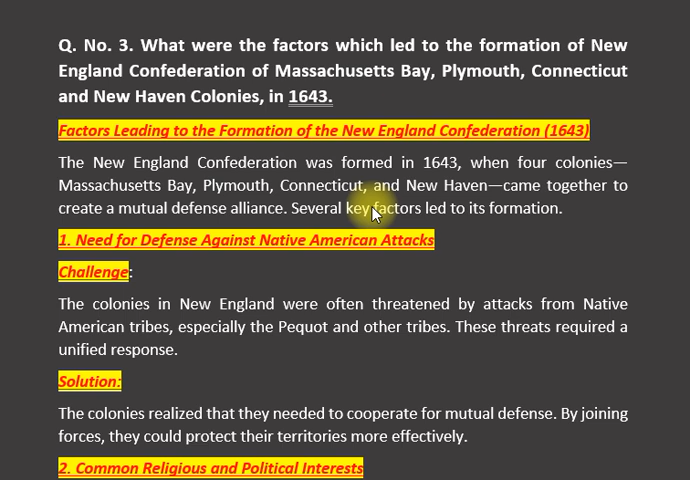 Q. No. 3. What were the factors which led to the formation of New
England Confederation of Massachusetts Bay, Plymouth, Connecticut
and New Haven Colonies, in 1643.
Factors Leading to the Formation of the New England Confederation (1643)
The New England Confederation was formed in 1643, when four colonies—
Massachusetts Bay, Plymouth, Connecticut, and New Haven—came together to
create a mutual defense alliance. Several key factors led to its formation.
1. Need for Defense Against Native American Attacks
Challenge:
The colonies in New England were often threatened by attacks from Native
American tribes, especially the Pequot and other tribes. These threats required a
unified response.
Solution:
The colonies realized that they needed to cooperate for mutual defense. By joining
forces, they could protect their territories more effectively.
2. Common Religious and Political Interests